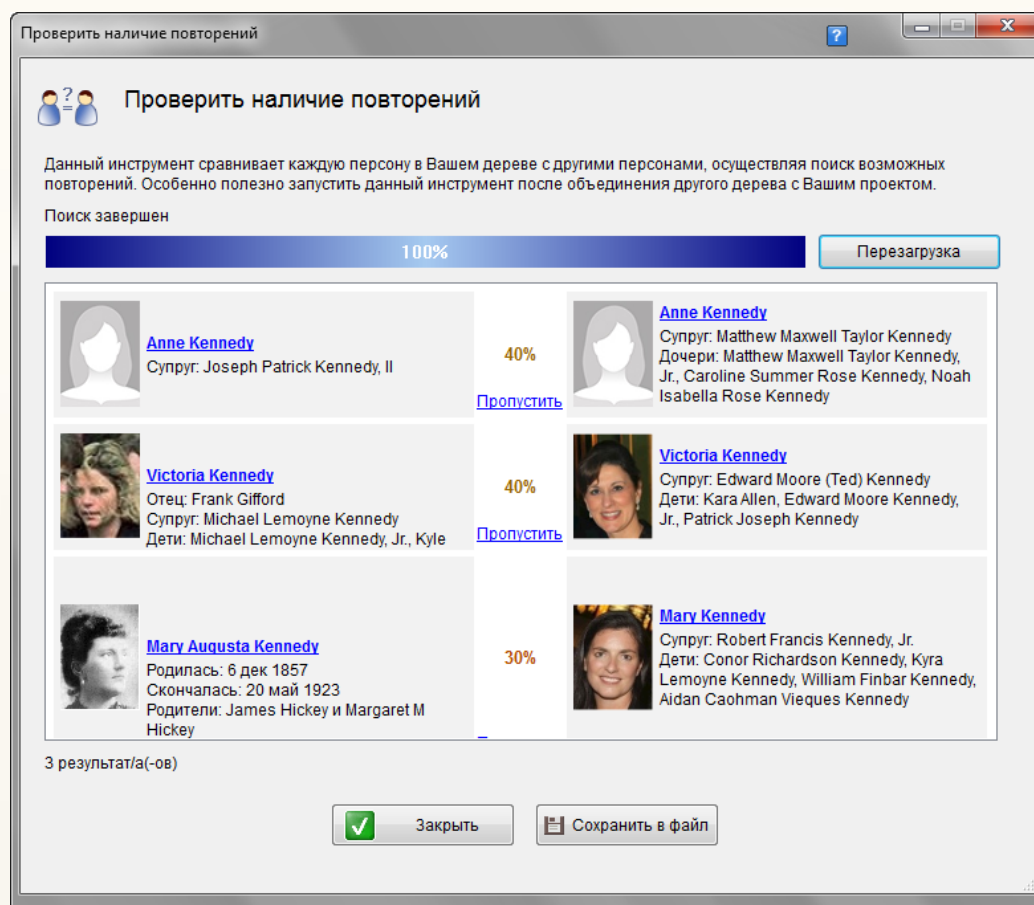 Проверить наличие повторений
?
Проверить наличие повторений
Данный инструмент сравнивает каждую персону в Вашем дереве с другими персонами, осуществляя поиск возможных
повторений. Особенно полезно запустить данный инструмент после объединения другого дерева с Вашим проектом.
Поиск завершен
100%
Перезагрузка
Anne Kennedy
Супруг: Joseph Patrick Kennedy, II
40%
Пропустить
Anne Kennedy
Супруг: Matthew Maxwell Taylor Kennedy
Дочери: Matthew Maxwell Taylor Kennedy,
Jr., Caroline Summer Rose Kennedy, Noah
Isabella Rose Kennedy
Victoria Kennedy
Отец: Frank Gifford
Супруг: Michael Lemoyne Kennedy
Дети: Michael Lemoyne Kennedy, Jr., Kyle
40%
Пропустить
Victoria Kennedy
Супруг: Edward Moore (Ted) Kennedy
Дети: Kara Allen, Edward Moore Kennedy,
Jr., Patrick Joseph Kennedy
Mary Augusta Kennedy
Родилась: 6 дек 1857
Скончалась: 20 май 1923
Родители: James Hickey и Margaret M
Hickey
30%
Mary Kennedy
Супруг: Robert Francis Kennedy, Jr.
Дети: Conor Richardson Kennedy, Kyra
Lemoyne Kennedy, William Finbar Kennedy,
Aidan Caohman Vieques Kennedy
3 результат/а(-ов)
Закрыть
Сохранить в файл